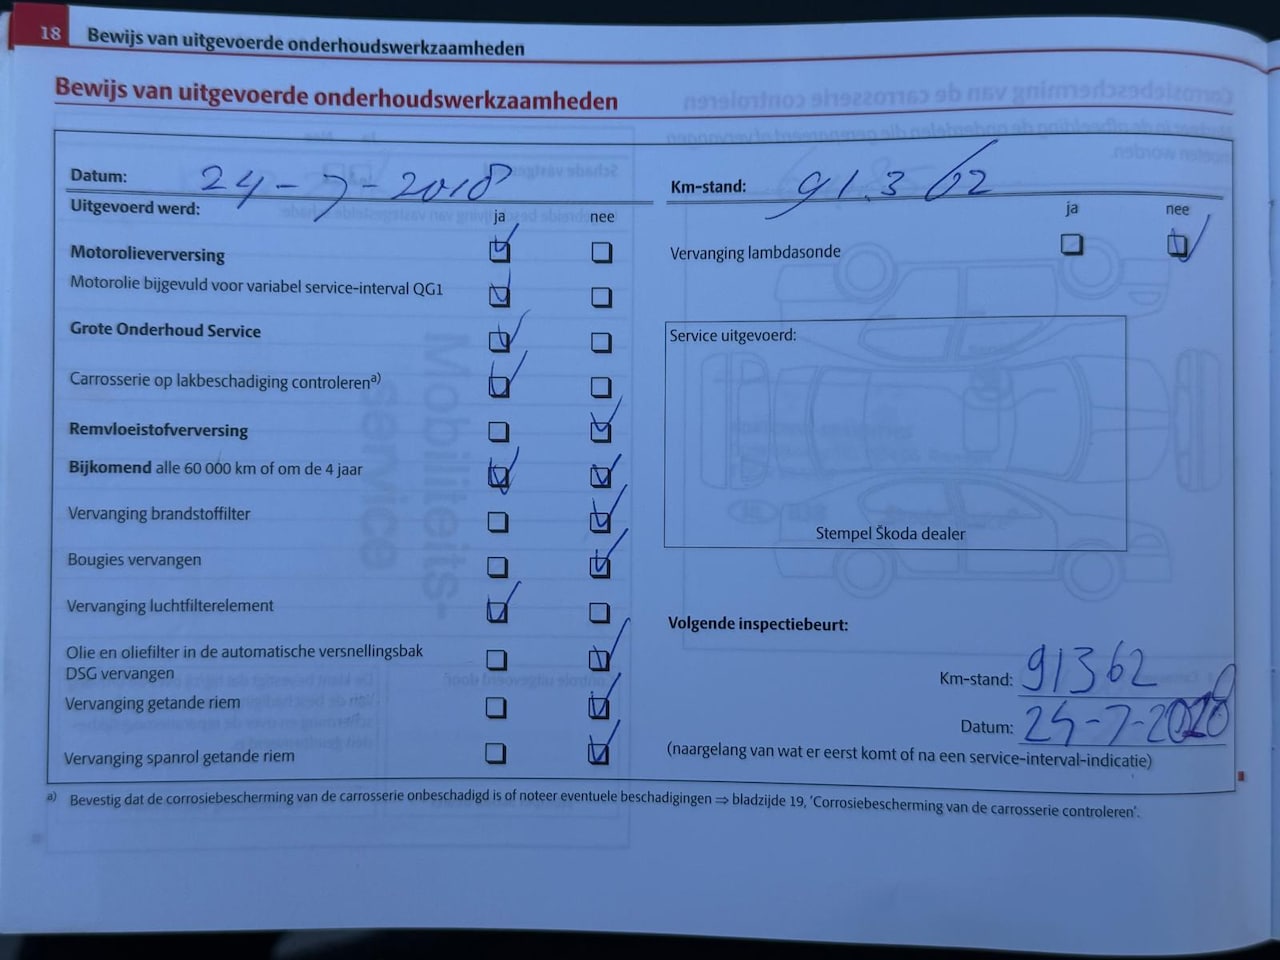 18 Bewijs van uitgevoerde onderhoudswerkzaamheden
Bewijs van uitgevoerde onderhoudswerkzaamheden
Datum: 24-7-2018
Uitgevoerd werd:
ja nee
Motorolieverversing
Motorolie bijgevuld voor variabel service-interval QG1
Grote Onderhoud Service
Carrosserie op lakbeschadiging controleren a)
Remvloeistofverversing
Bijkomend alle 60 000 km of om de 4 jaar
Vervanging brandstoffilter
Bougies vervangen
Vervanging luchtfilterelement
Olie en oliefilter in de automatische versnellingsbak
DSG vervangen
Vervanging getande riem
Vervanging spanrol getande riem
Km-stand: 91.362
ja nee
Vervanging lambdasonde
Service uitgevoerd:
Stempel Škoda dealer
Volgende inspectiebeurt:
Km-stand: 91362
Datum:
(naargelang van wat er eerst komt of na een service-interval-indicatie)
a) Bevestig dat de corrosiebescherming van de carrosserie onbeschadigd is of noteer eventuele beschadigingen ⇒ bladzijde 19, 'Corrosiebescherming van de carrosserie controleren'.